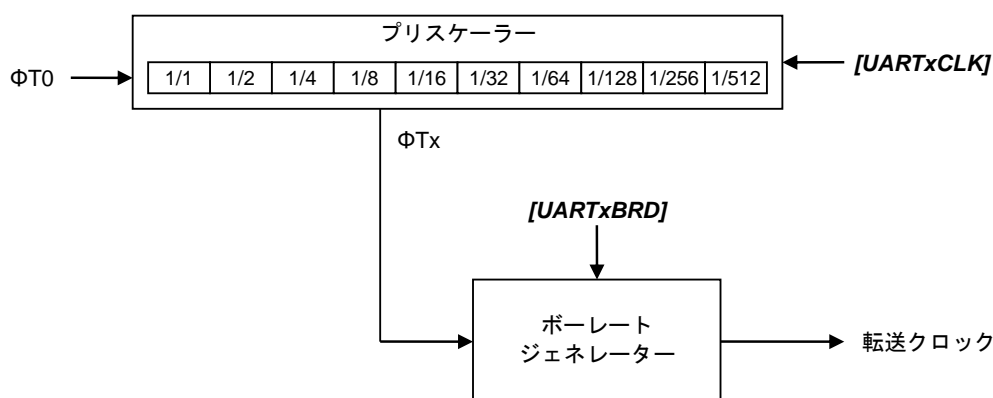 プリスケーラー
ΦT0
1/1 1/2 1/4 1/8 1/16 1/32 1/64 1/128 1/256 1/512
[UARTxCLK]
ΦTx
[UARTxBRD]
ボーレート
ジェネレーター
転送クロック